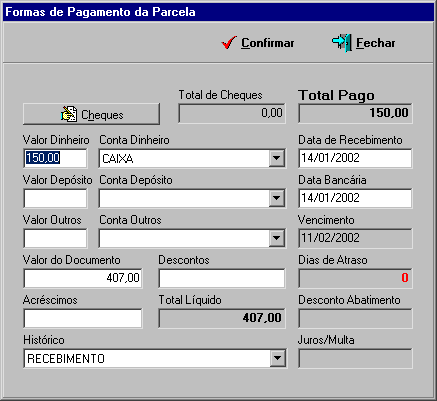 Formas de Pagamento da Parcela
Confirmar Fechar
Total de Cheques Total Pago
Cheques 0,00 150,00
Valor Dinheiro Conta Dinheiro Data de Recebimento
150,00 CAIXA 14/01/2002
Valor Depósito Conta Depósito Data Bancária
14/01/2002
Valor Outros Conta Outros Vencimento
11/02/2002
Valor do Documento Descontos Dias de Atraso
407,00 0
Acréscimos Total Líquido Desconto Abatimento
407,00
Histórico Juros/Multa
RECEBIMENTO